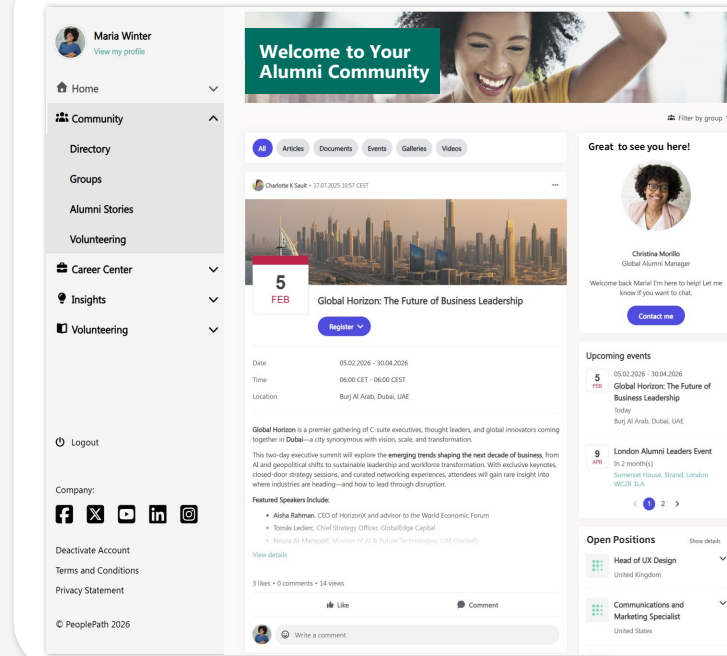 Maria Winter
View my profile
Home
Community
Directory
Groups
Alumni Stories
Volunteering
Career Center
Insights
Volunteering
Logout
Company:
Deactivate Account
Terms and Conditions
Privacy Statement
© PeoplePath 2026
Welcome to Your
Alumni Community
Filter by group
All
Articles
Documents
Events
Galleries
Videos
Charlotte K Sault • 17.07.2025 10:57 CEST
5
FEB
Global Horizon: The Future of Business Leadership
Register
Date 05.02.2026 - 30.04.2026
Time 06:00 CET - 06:00 CEST
Location Burj Al Arab, Dubai, UAE
Global Horizon is a premier gathering of C-suite executives, thought leaders, and global innovators coming
together in Dubai—a city synonymous with vision, scale, and transformation.
This two-day executive summit will explore the emerging trends shaping the next decade of business, from
AI and geopolitical shifts to sustainable leadership and workforce transformation. With exclusive keynotes,
closed-door strategy sessions, and curated networking experiences, attendees will gain rare insight into
where industries are heading—and how to lead through disruption.
Featured Speakers Include:
• Aisha Rahman, CEO of HorizonX and advisor to the World Economic Forum
• Tomás Leclerc, Chief Strategy Officer, GlobalEdge Capital
• Noura Al-Mansoori, Minister of AI & Future Technologies, UAE (invited)
View details
3 likes • 0 comments • 14 views
Like
Comment
Write a comment
Great to see you here!
Christina Morillo
Global Alumni Manager
Welcome back Maria! I'm here to help! Let me
know if you want to chat.
Contact me
Upcoming events
5
FEB
05.02.2026 - 30.04.2026
Global Horizon: The Future of
Business Leadership
Today
Burj Al Arab, Dubai, UAE
9
APR
London Alumni Leaders Event
In 2 month(s)
Somerset House, Strand, London
WC2R 1LA
1 2
Open Positions
Show details
Head of UX Design
United Kingdom
Communications and
Marketing Specialist
United States